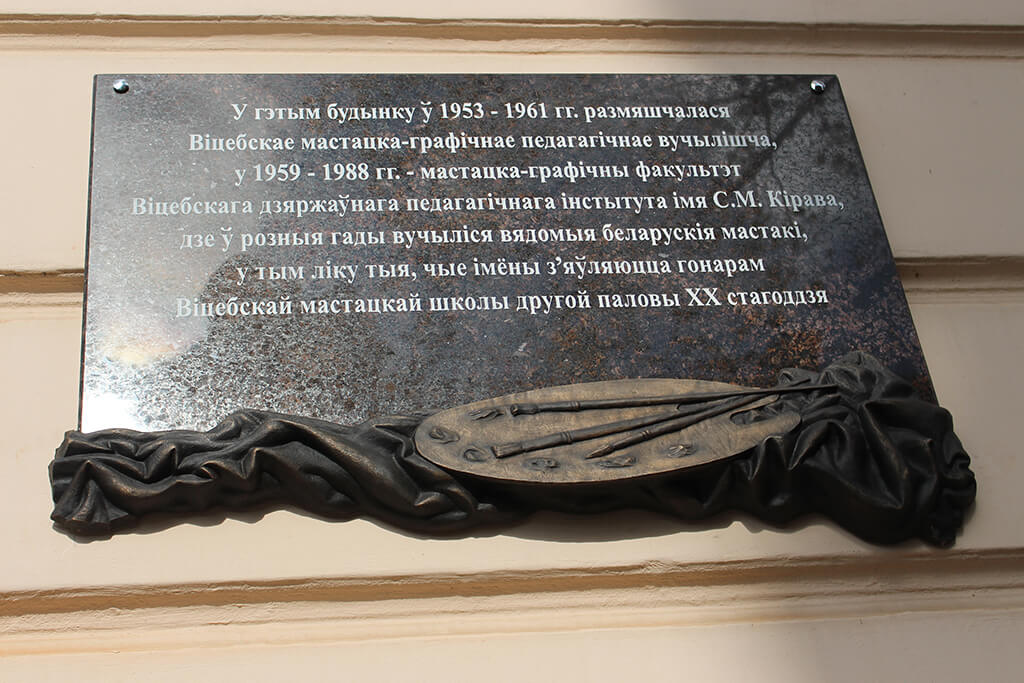 У гэтым будынку ў 1953 - 1961 гг. размяшчалася
Віцебскае мастацка-графічнае педагагічнае вучылішча,
у 1959 - 1988 гг. - мастацка-графічны факультэт
Віцебскага дзяржаўнага педагагічнага інстытута імя С.М. Кірава,
дзе ў розныя гады вучыліся вядомыя беларускія мастакі,
у тым ліку тыя, чые імёны з’яўляюцца гонарам
Віцебскай мастацкай школы другой паловы ХХ стагоддзя